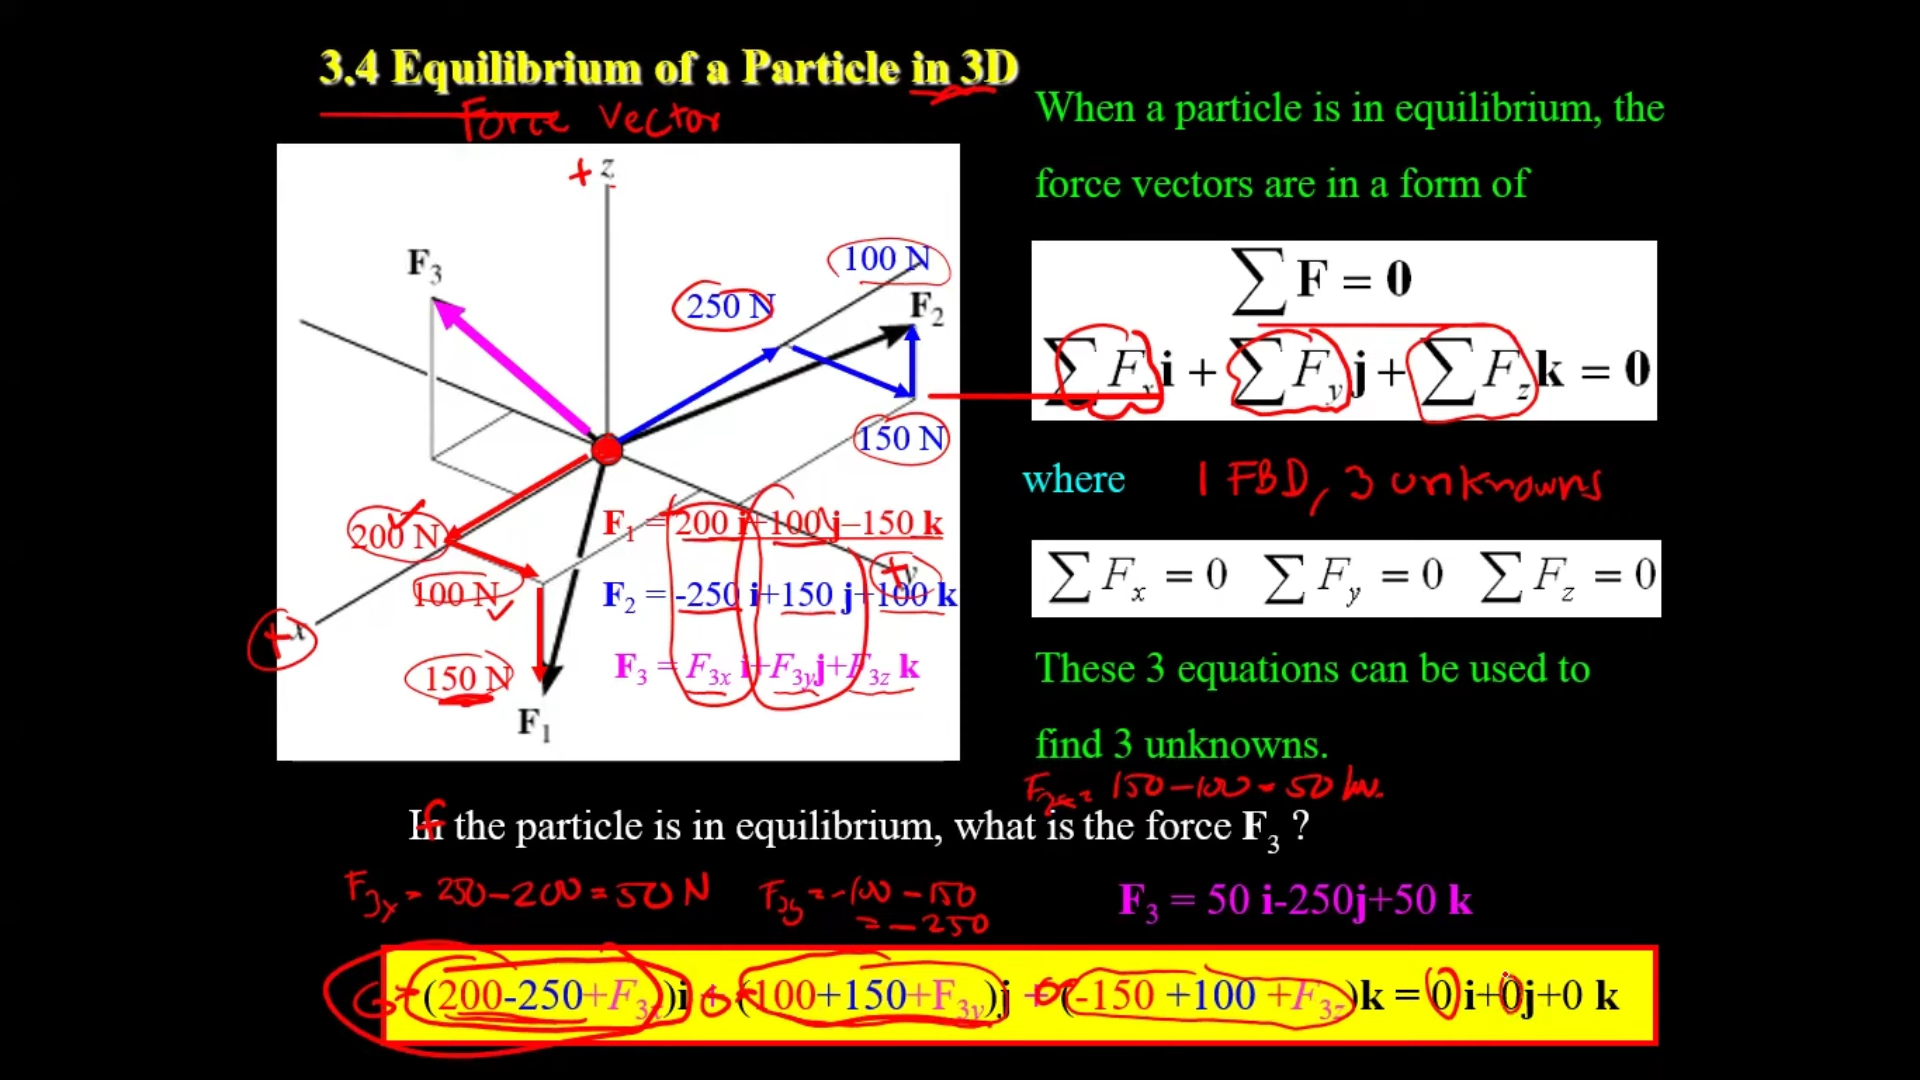 3.4 Equilibrium of a Particle in 3D
Force Vector
+ z
F3
100 N
250 N
F2
150 N
200 N
100 N
150 N
F1
+x
+y
F1 = 200 i+100 j–150 k
F2 = -250 i+150 j+100 k
F3 = F3x i+F3yj+F3z k
When a particle is in equilibrium, the
force vectors are in a form of
∑ F = 0
∑ Fx i + ∑ Fy j + ∑ Fz k = 0
where 1 FBD, 3 unknowns
∑ Fx = 0 ∑ Fy = 0 ∑ Fz = 0
These 3 equations can be used to
find 3 unknowns.
150-100 = 50
If the particle is in equilibrium, what is the force F3 ?
F3x = 250-200 = 50 N
F3y = -100 - 150
= -250
F3 = 50 i-250j+50 k
(200-250+F3x)i + (100+150+F3y)j + (-150 +100 +F3z)k = 0 i+0j+0 k